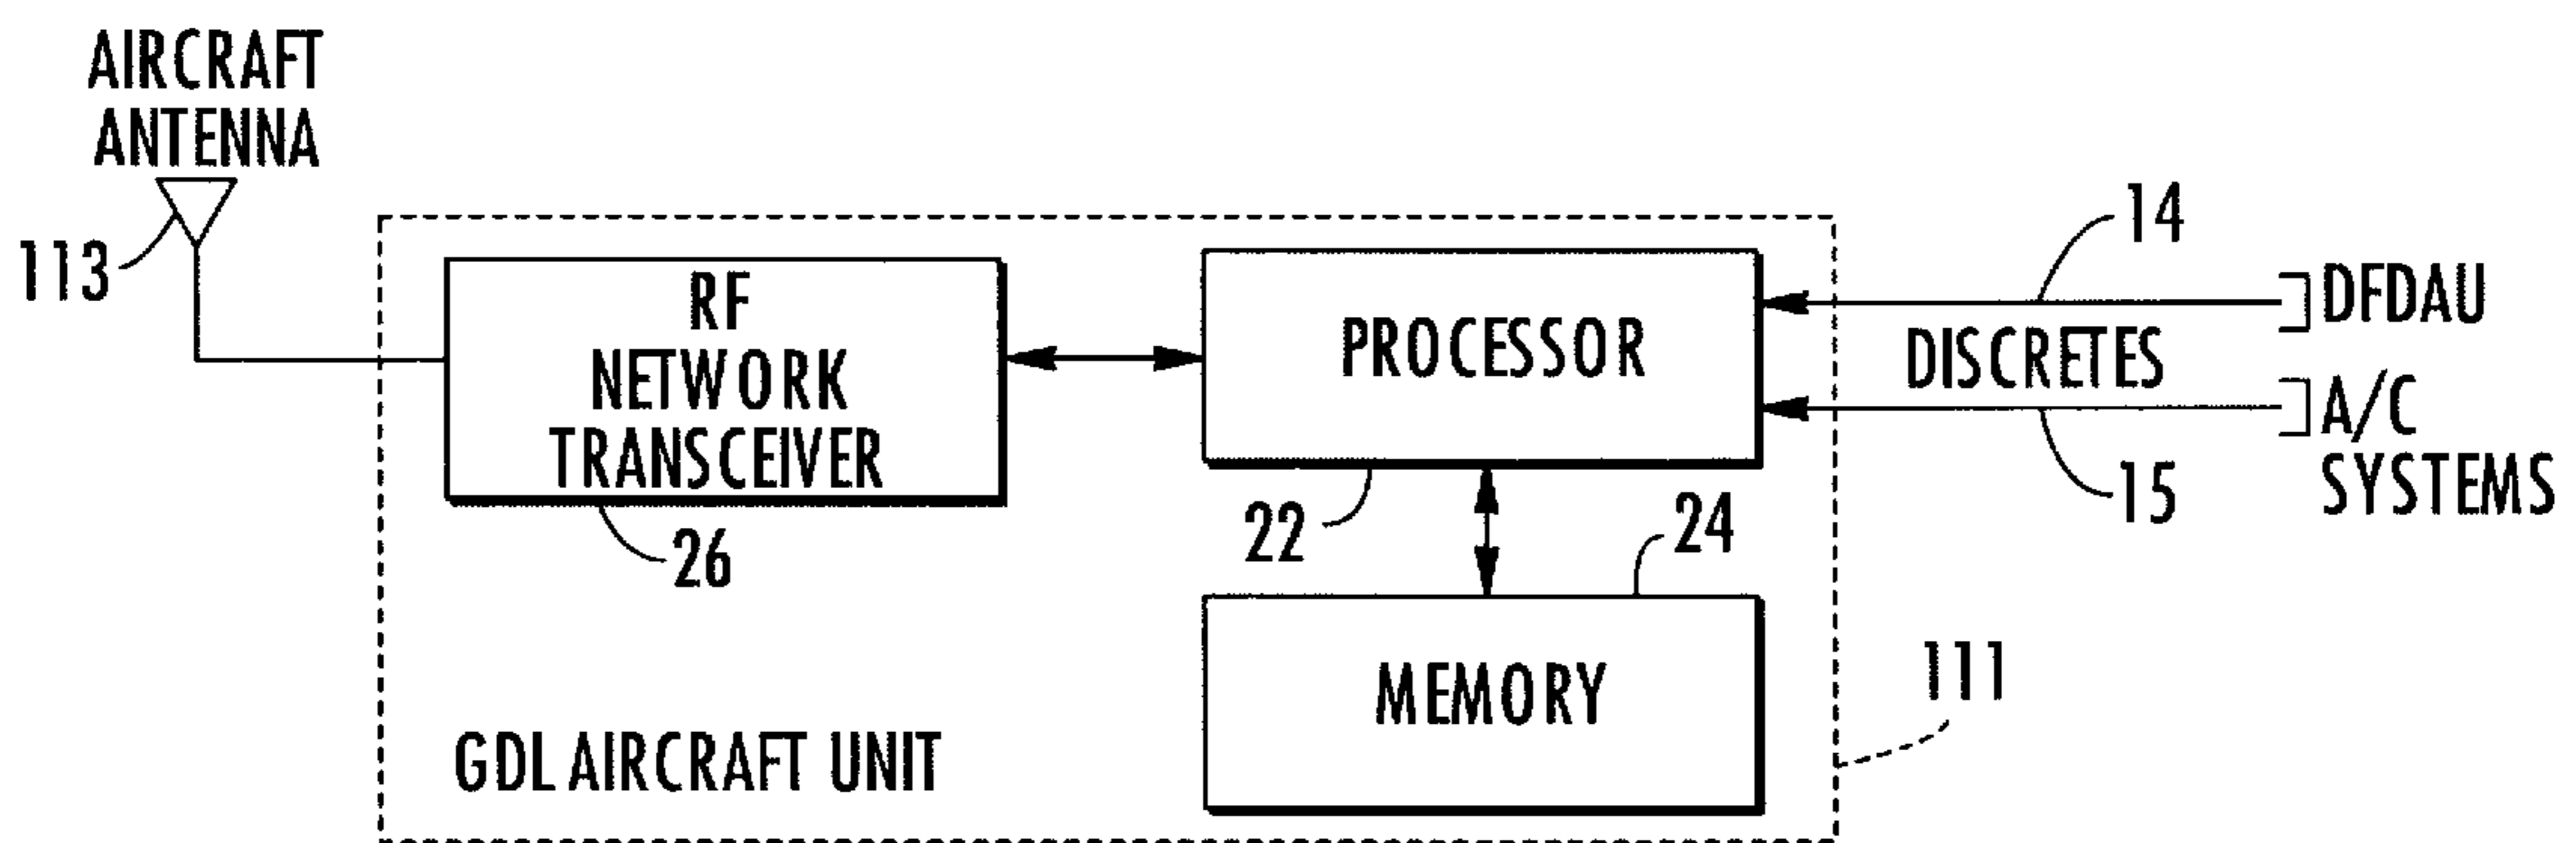 AIRCRAFT
ANTENNA
113
RF
NETWORK
TRANSCEIVER
26
PROCESSOR
22
24
MEMORY
GDL AIRCRAFT UNIT
14
DFDAU
DISCRETES
A/C
SYSTEMS
15
111